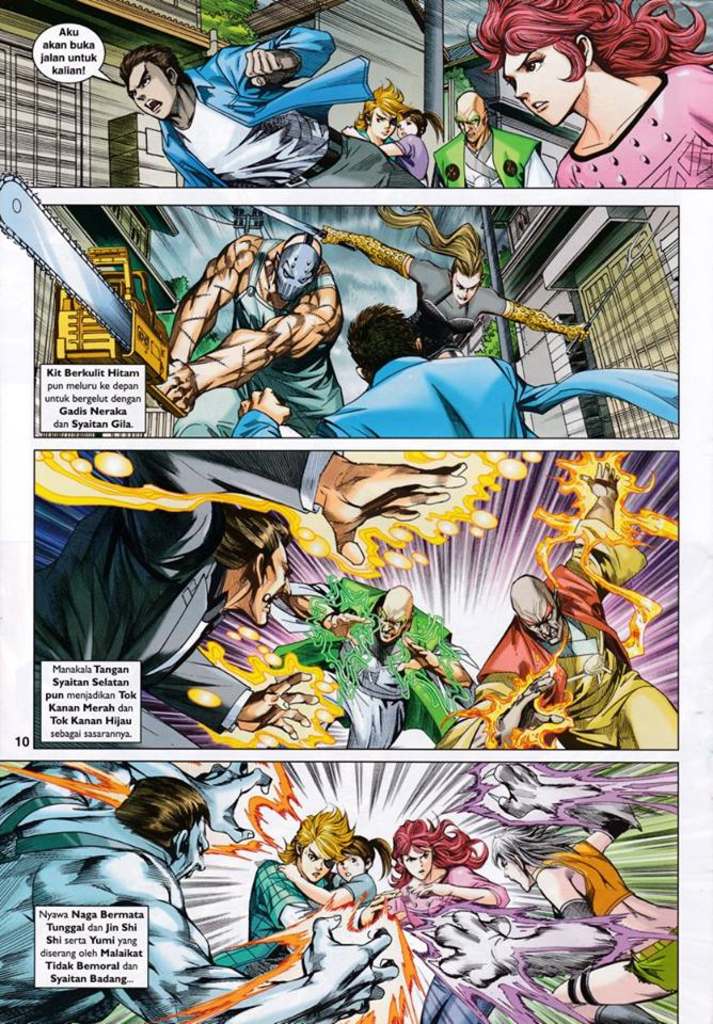 Aku
akan buka
jalan untuk
kalian!
Kit Berkulit Hitam
pun meluru ke depan
untuk bergelut dengan
Gadis Neraka
dan Syaitan Gila.
Manakala Tangan
Syaitan Selatan
pun menjadikan Tok
Kanan Merah dan
Tok Kanan Hijau
sebagai sasarannya.
10
Nyawa Naga Bermata
Tunggal dan Jin Shi
Shi serta Yumi yang
diserang oleh Malaikat
Tidak Bemoral dan
Syaitan Badang...